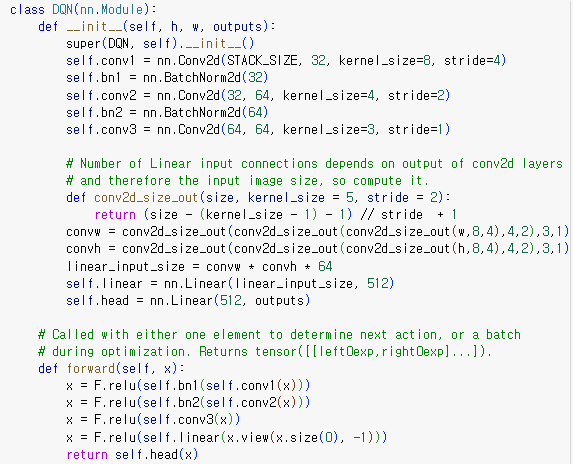 class DQN(nn.Module):
    def __init__(self, h, w, outputs):
        super(DQN, self).__init__()
        self.conv1 = nn.Conv2d(STACK_SIZE, 32, kernel_size=8, stride=4)
        self.bn1 = nn.BatchNorm2d(32)
        self.conv2 = nn.Conv2d(32, 64, kernel_size=4, stride=2)
        self.bn2 = nn.BatchNorm2d(64)
        self.conv3 = nn.Conv2d(64, 64, kernel_size=3, stride=1)

        # Number of Linear input connections depends on output of conv2d layers
        # and therefore the input image size, so compute it.
        def conv2d_size_out(size, kernel_size = 5, stride = 2):
            return (size - (kernel_size - 1) - 1) // stride  + 1
        convw = conv2d_size_out(conv2d_size_out(conv2d_size_out(w,8,4),4,2),3,1)
        convh = conv2d_size_out(conv2d_size_out(conv2d_size_out(h,8,4),4,2),3,1)
        linear_input_size = convw * convh * 64
        self.linear = nn.Linear(linear_input_size, 512)
        self.head = nn.Linear(512, outputs)

    # Called with either one element to determine next action, or a batch
    # during optimization. Returns tensor([[left0exp,right0exp]...]).
    def forward(self, x):
        x = F.relu(self.bn1(self.conv1(x)))
        x = F.relu(self.bn2(self.conv2(x)))
        x = F.relu(self.conv3(x))
        x = F.relu(self.linear(x.view(x.size(0), -1)))
        return self.head(x)